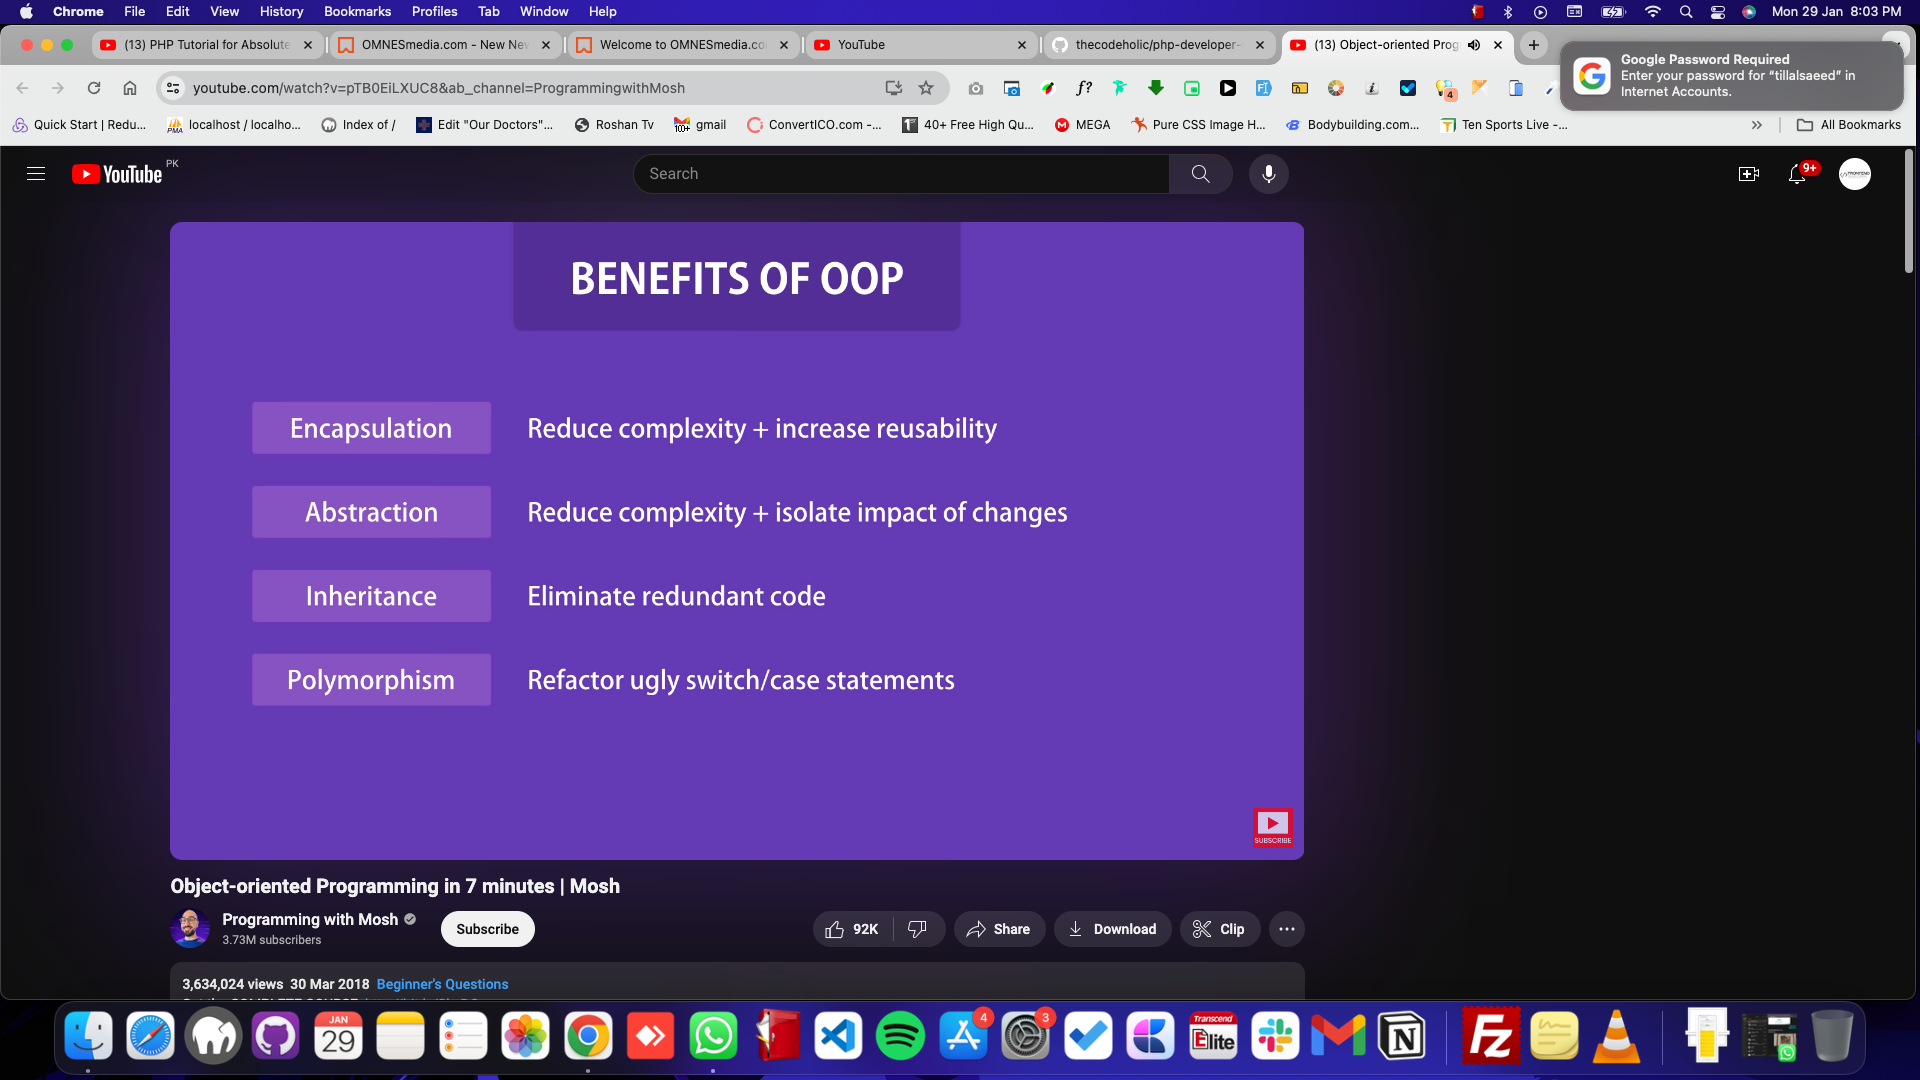 Chrome File Edit View History Bookmarks Profiles Tab Window Help
Mon 29 Jan 8:03 PM
(13) PHP Tutorial for Absolute
OMNESmedia.com - New Ne
Welcome to OMNESmedia.co
YouTube
thecodeholic/php-developer-
(13) Object-oriented Prog
Google Password Required
Enter your password for “tillalsaeed” in
Internet Accounts.
youtube.com/watch?v=pTB0EiLXUC8&ab_channel=ProgrammingwithMosh
f?
4
Quick Start | Redu...
PMA
localhost / localho...
Index of /
Edit "Our Doctors"...
Roshan Tv
100+
gmail
ConvertICO.com -...
40+ Free High Qu...
MEGA
Pure CSS Image H...
Bodybuilding.com...
Ten Sports Live -...
All Bookmarks
YouTube PK
Search
9+
BENEFITS OF OOP
Encapsulation Reduce complexity + increase reusability
Abstraction Reduce complexity + isolate impact of changes
Inheritance Eliminate redundant code
Polymorphism Refactor ugly switch/case statements
SUBSCRIBE
Object-oriented Programming in 7 minutes | Mosh
Programming with Mosh
3.73M subscribers
Subscribe
92K
Share
Download
Clip
3,634,024 views 30 Mar 2018 Beginner's Questions
JAN
29
4
3
Transcend
Elite
N
Fz